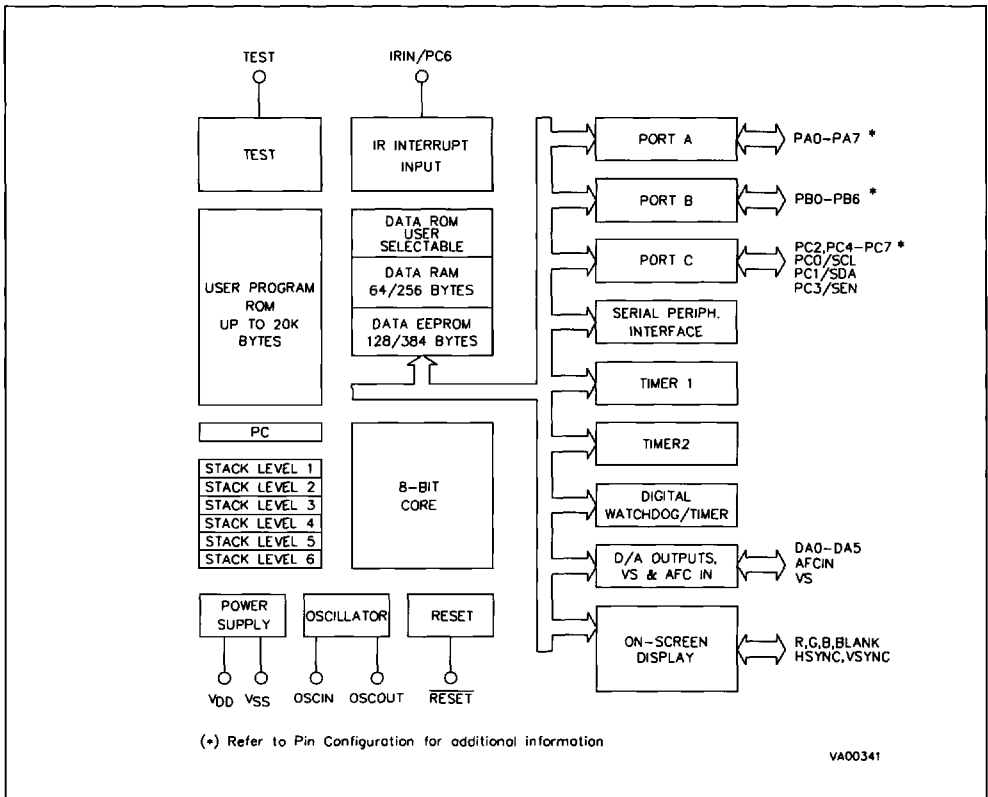 TEST
IRIN/PC6
TEST
IR INTERRUPT
INPUT
USER PROGRAM
ROM
UP TO 20K
BYTES
DATA ROM
USER
SELECTABLE
DATA RAM
64/256 BYTES
DATA EEPROM
128/384 BYTES
PC
STACK LEVEL 1
STACK LEVEL 2
STACK LEVEL 3
STACK LEVEL 4
STACK LEVEL 5
STACK LEVEL 6
8-BIT
CORE
POWER
SUPPLY
OSCILLATOR
RESET
VDD VSS OSCIN OSCOUT RESET
PORT A
PA0-PA7 *
PORT B
PB0-PB6 *
PORT C
PC2,PC4-PC7 *
PC0/SCL
PC1/SDA
PC3/SEN
SERIAL PERIPH.
INTERFACE
TIMER 1
TIMER2
DIGITAL
WATCHDOG/TIMER
D/A OUTPUTS,
VS & AFC IN
DA0-DA5
AFCIN
VS
ON-SCREEN
DISPLAY
R,G,B,BLANK
HSYNC,VSYNC
(*) Refer to Pin Configuration for additional information
VA00341